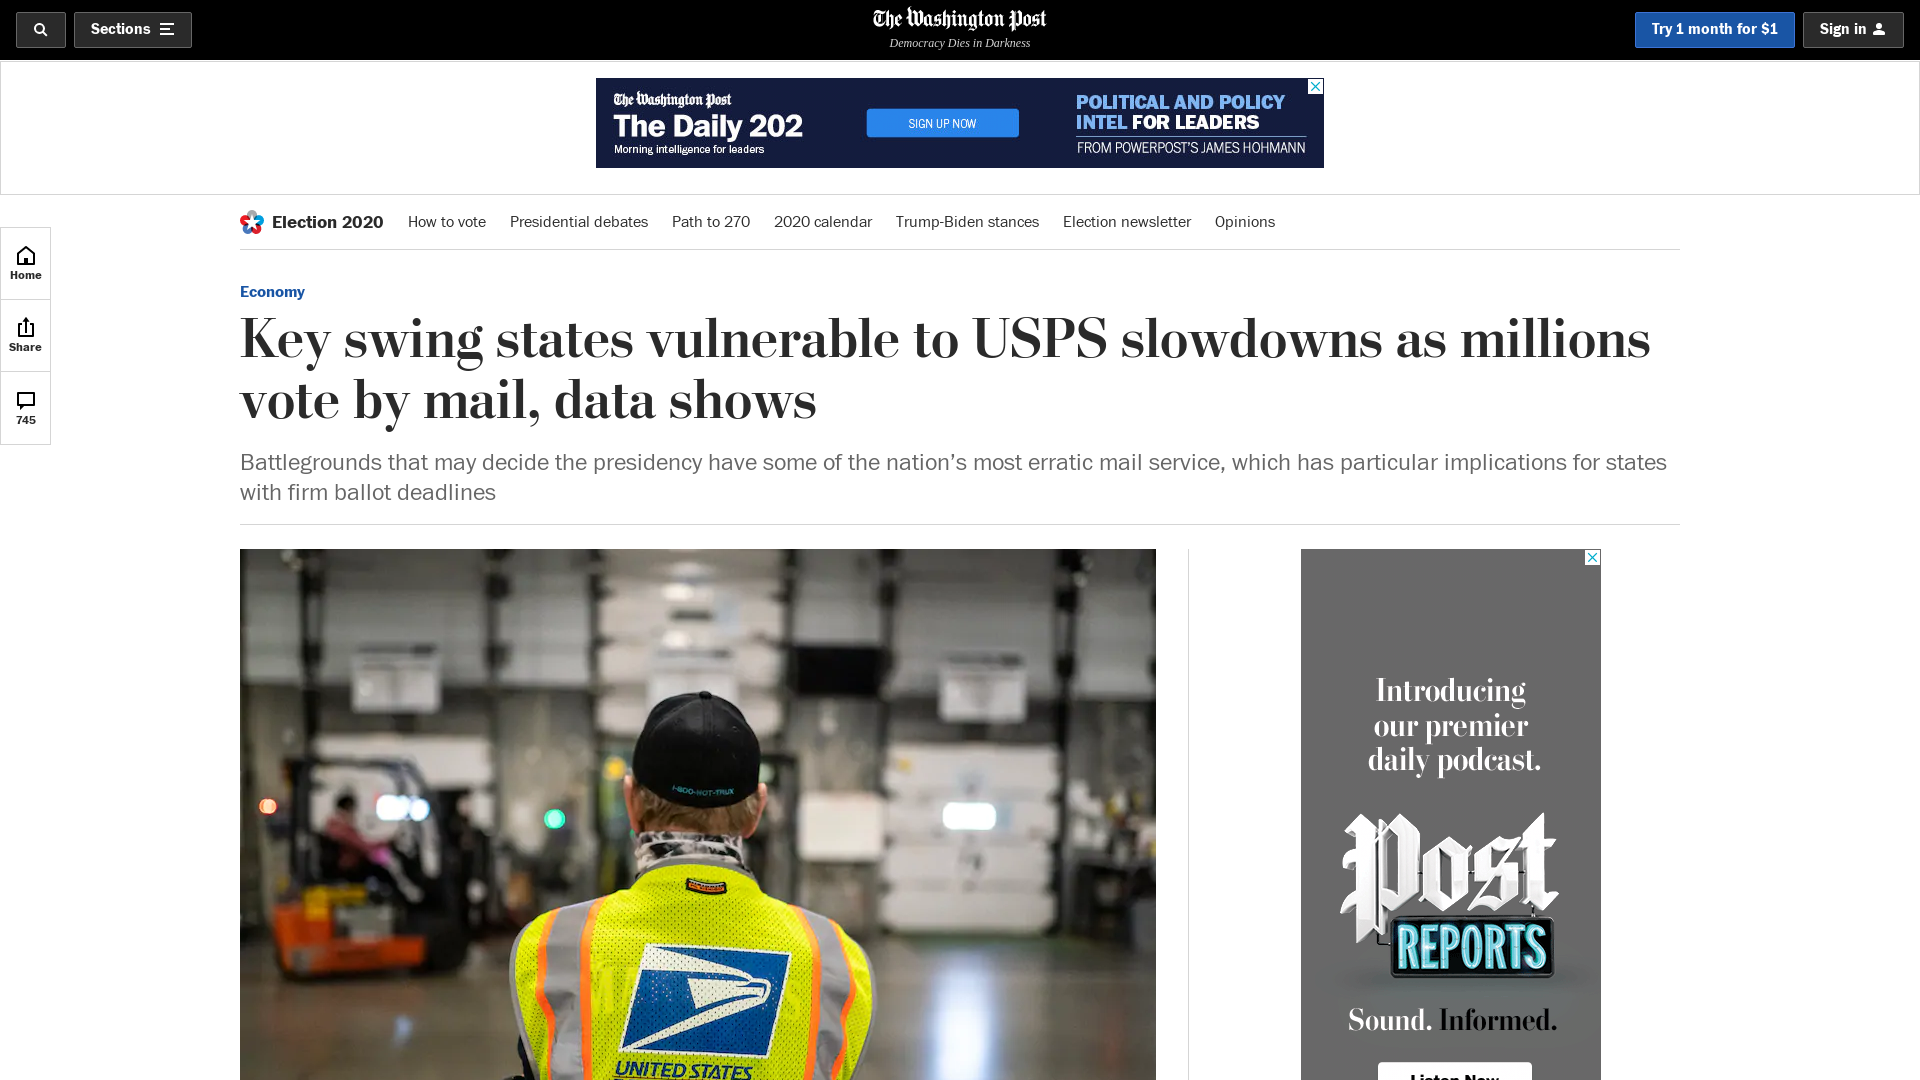 Sections
The Washington Post
Democracy Dies in Darkness
Try 1 month for $1
Sign in
The Washington Post
The Daily 202
Morning intelligence for leaders
SIGN UP NOW
POLITICAL AND POLICY
INTEL FOR LEADERS
FROM POWERPOST'S JAMES HOHMANN
Election 2020
How to vote
Presidential debates
Path to 270
2020 calendar
Trump-Biden stances
Election newsletter
Opinions
Home
Share
745
Economy
Key swing states vulnerable to USPS slowdowns as millions
vote by mail, data shows
Battlegrounds that may decide the presidency have some of the nation’s most erratic mail service, which has particular implications for states
with firm ballot deadlines
1-800-NOT-TRUX
UNITED STATES
Introducing
our premier
daily podcast.
Post
REPORTS
Sound. Informed.
Listen Now